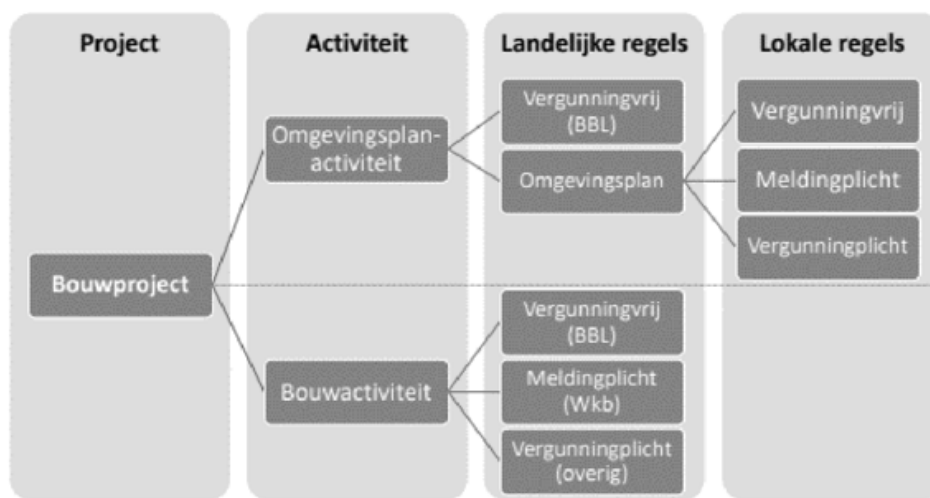 Project
Activiteit
Landelijke regels
Lokale regels
Bouwproject
Omgevingsplan-
activiteit
Bouwactiviteit
Vergunningvrij
(BBL)
Omgevingsplan
Vergunningvrij
(BBL)
Meldingplicht
(Wkb)
Vergunningplicht
(overig)
Vergunningvrij
Meldingplicht
Vergunningplicht